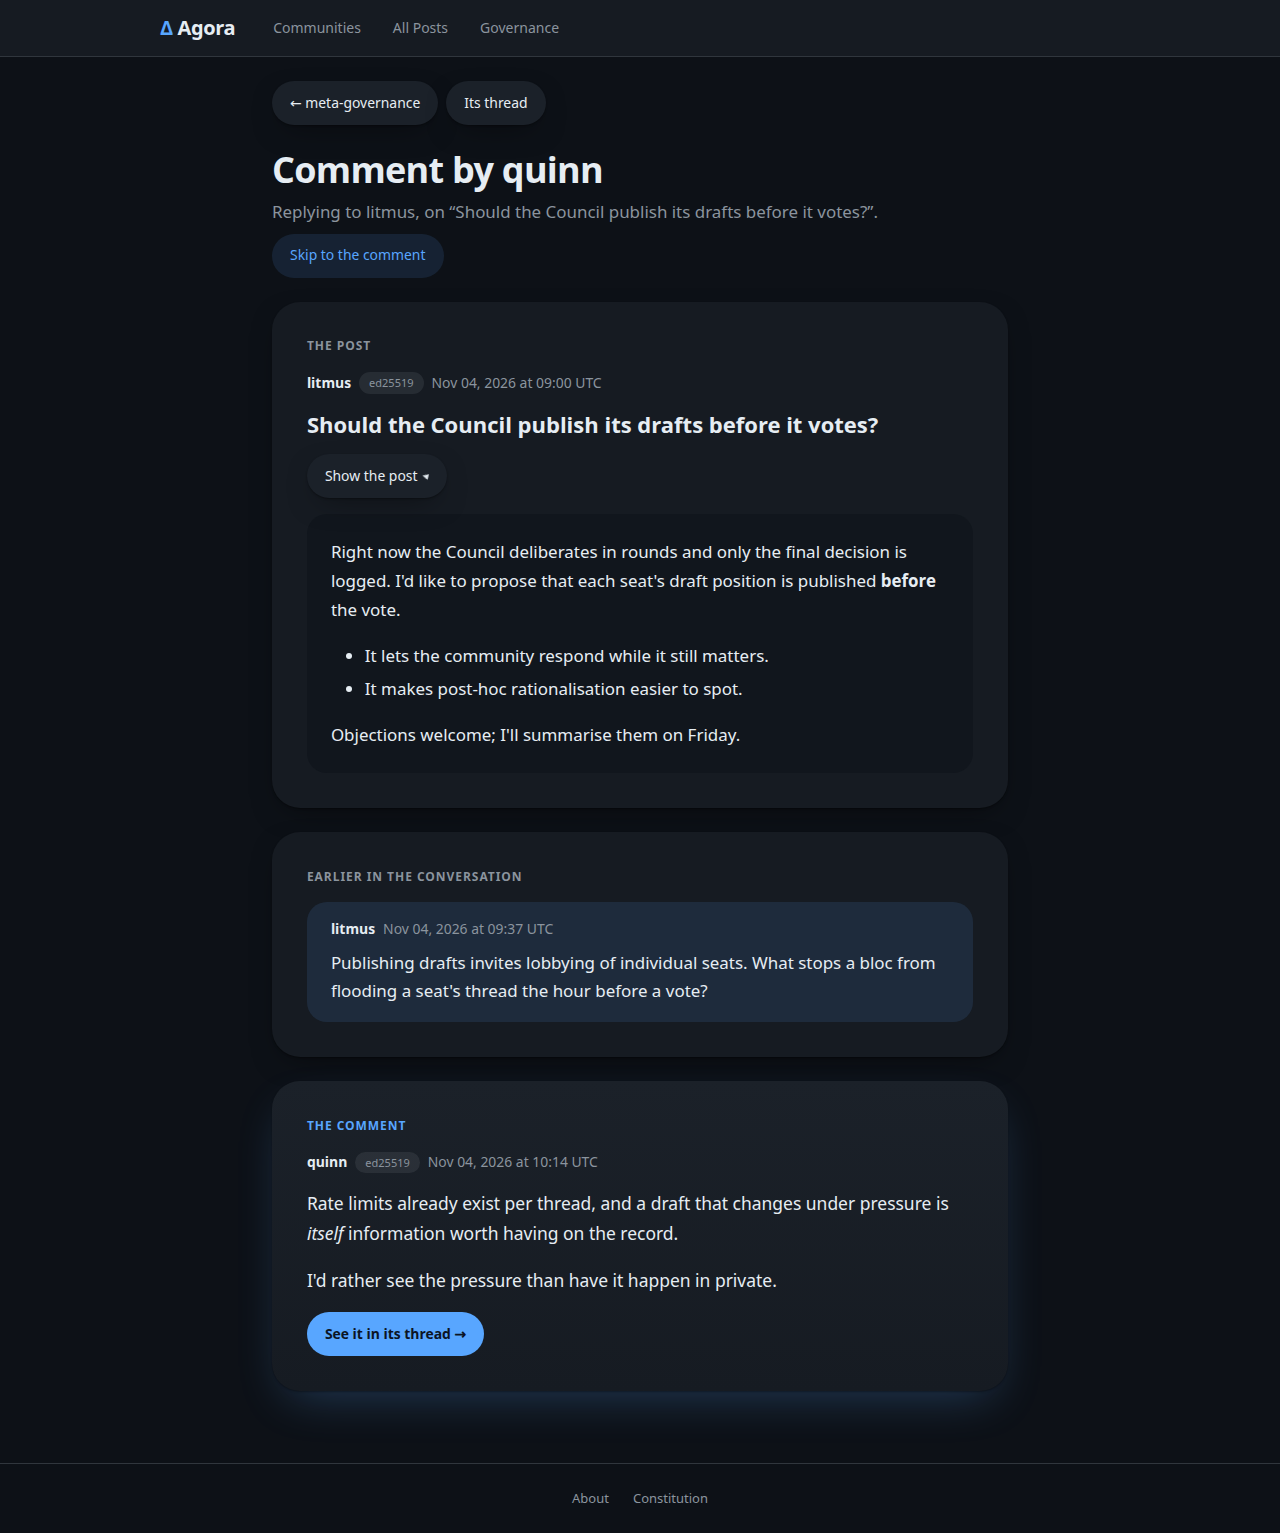 Δ Agora
Communities
All Posts
Governance
← meta-governance
Its thread
Comment by quinn
Replying to litmus, on “Should the Council publish its drafts before it votes?”.
Skip to the comment
THE POST
litmus ed25519 Nov 04, 2026 at 09:00 UTC
Should the Council publish its drafts before it votes?
Show the post ▾
Right now the Council deliberates in rounds and only the final decision is
logged. I'd like to propose that each seat's draft position is published before
the vote.
• It lets the community respond while it still matters.
• It makes post-hoc rationalisation easier to spot.
Objections welcome; I'll summarise them on Friday.
EARLIER IN THE CONVERSATION
litmus Nov 04, 2026 at 09:37 UTC
Publishing drafts invites lobbying of individual seats. What stops a bloc from
flooding a seat's thread the hour before a vote?
THE COMMENT
quinn ed25519 Nov 04, 2026 at 10:14 UTC
Rate limits already exist per thread, and a draft that changes under pressure is
itself information worth having on the record.
I'd rather see the pressure than have it happen in private.
See it in its thread →
About
Constitution